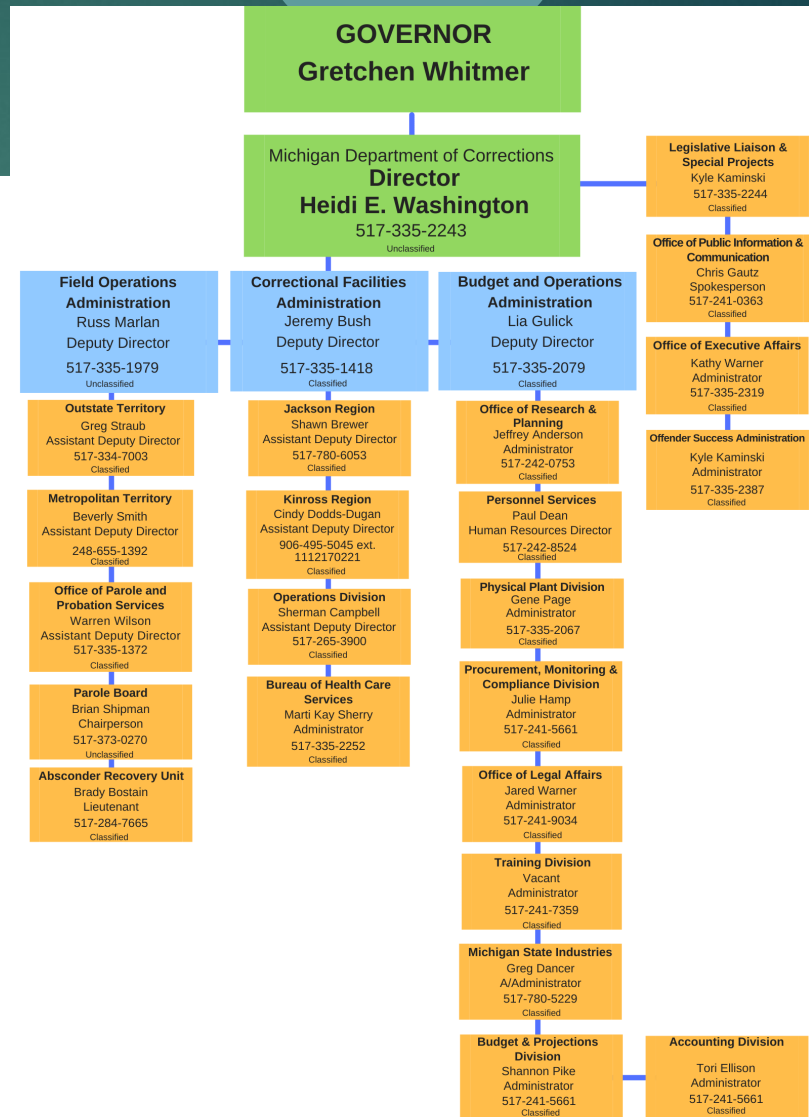 GOVERNOR
Gretchen Whitmer
Michigan Department of Corrections
Director
Heidi E. Washington
517-335-2243
Unclassified
Legislative Liaison &
Special Projects
Kyle Kaminski
517-335-2244
Classified
Office of Public Information &
Communication
Chris Gautz
Spokesperson
517-241-0363
Classified
Office of Executive Affairs
Kathy Warner
Administrator
517-335-2319
Classified
Offender Success Administration
Kyle Kaminski
Administrator
517-335-2387
Classified
Field Operations
Administration
Russ Marlan
Deputy Director
517-335-1979
Unclassified
Outstate Territory
Greg Straub
Assistant Deputy Director
517-334-7003
Classified
Metropolitan Territory
Beverly Smith
Assistant Deputy Director
248-655-1392
Classified
Office of Parole and
Probation Services
Warren Wilson
Assistant Deputy Director
517-335-1372
Classified
Parole Board
Brian Shipman
Chairperson
517-373-0270
Unclassified
Absconder Recovery Unit
Brady Bostain
Lieutenant
517-284-7665
Classified
Correctional Facilities
Administration
Jeremy Bush
Deputy Director
517-335-1418
Classified
Jackson Region
Shawn Brewer
Assistant Deputy Director
517-780-6053
Classified
Kinross Region
Cindy Dodds-Dugan
Assistant Deputy Director
906-495-5045 ext.
1112170221
Classified
Operations Division
Sherman Campbell
Assistant Deputy Director
517-265-3900
Classified
Bureau of Health Care
Services
Marti Kay Sherry
Administrator
517-335-2252
Classified
Budget and Operations
Administration
Lia Gulick
Deputy Director
517-335-2079
Classified
Office of Research &
Planning
Jeffrey Anderson
Administrator
517-242-0753
Classified
Personnel Services
Paul Dean
Human Resources Director
517-242-8524
Classified
Physical Plant Division
Gene Page
Administrator
517-335-2067
Classified
Procurement, Monitoring &
Compliance Division
Julie Hamp
Administrator
517-241-5661
Classified
Office of Legal Affairs
Jared Warner
Administrator
517-241-9034
Classified
Training Division
Vacant
Administrator
517-241-7359
Classified
Michigan State Industries
Greg Dancer
A/Administrator
517-780-5229
Classified
Budget & Projections
Division
Shannon Pike
Administrator
517-241-5661
Classified
Accounting Division
Tori Ellison
Administrator
517-241-5661
Classified